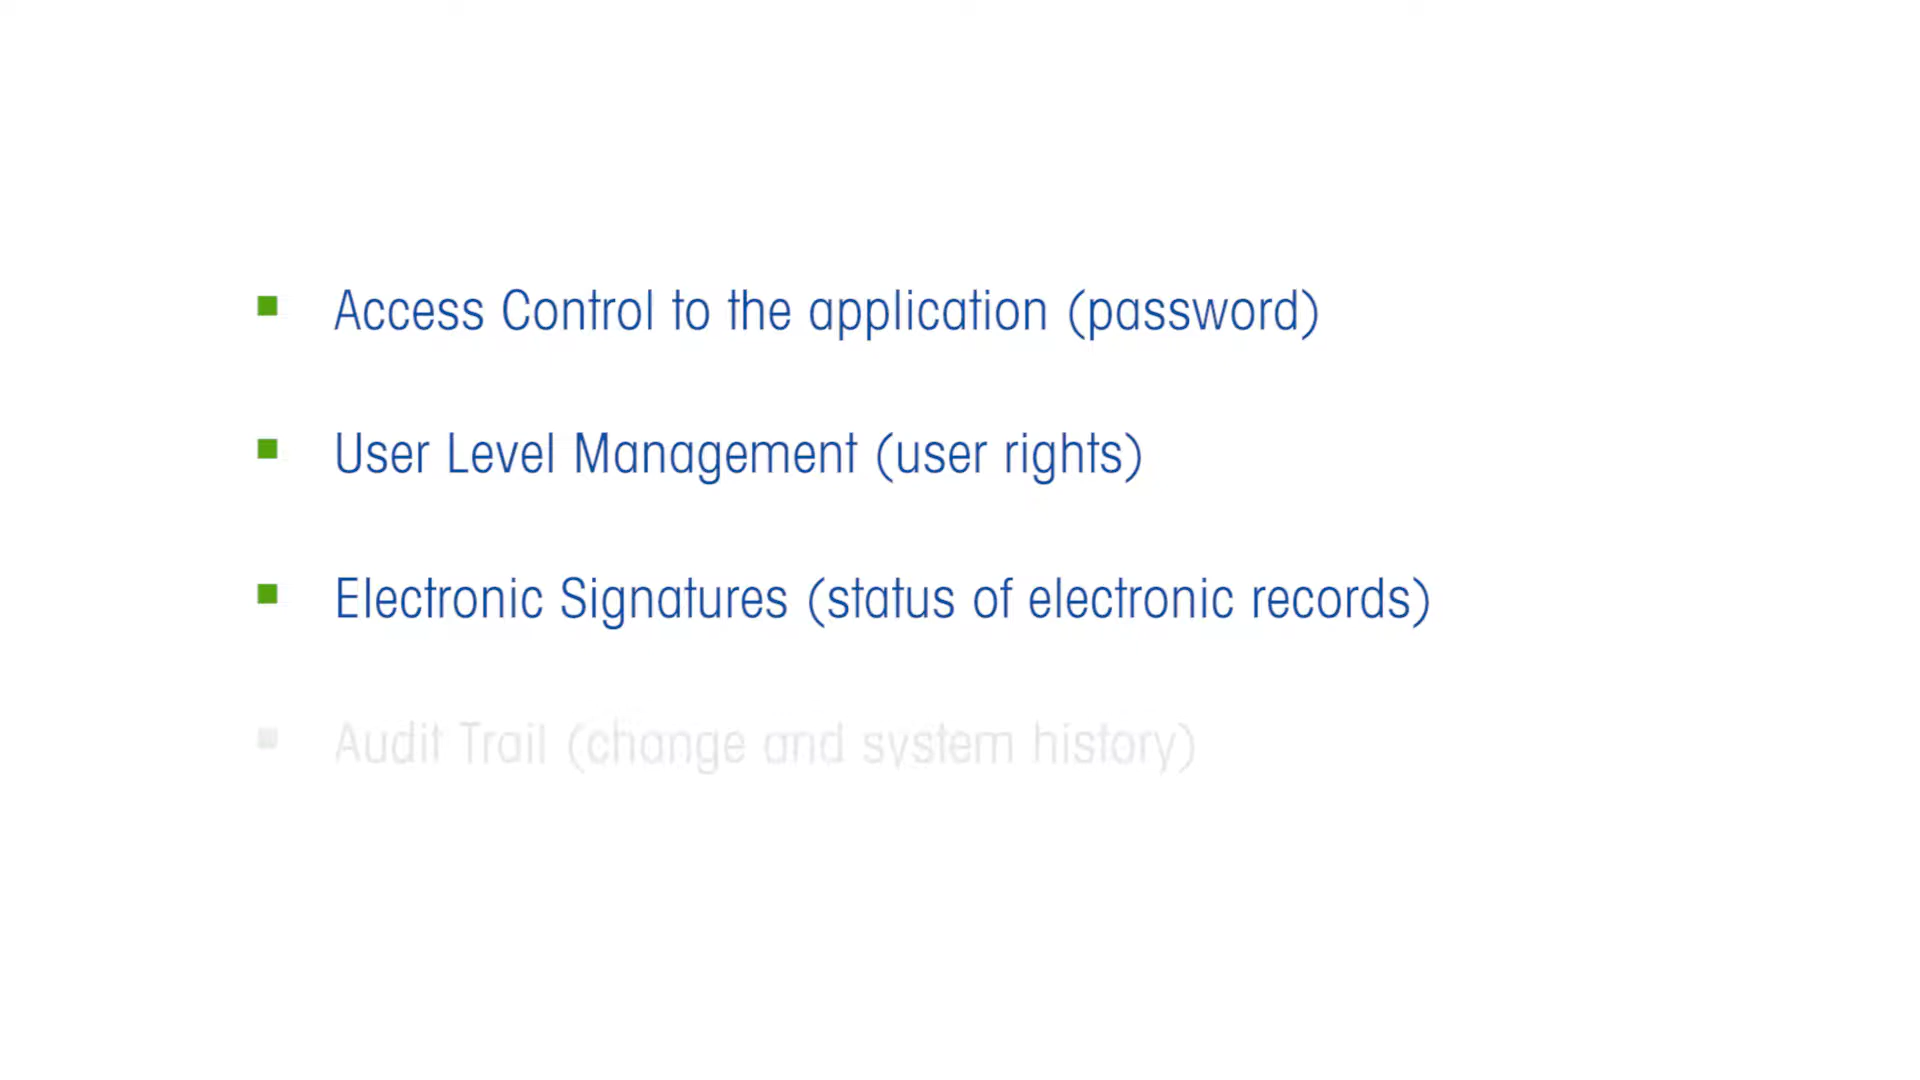 Access Control to the application (password)
User Level Management (user rights)
Electronic Signatures (status of electronic records)
Audit Trail (change and system history)